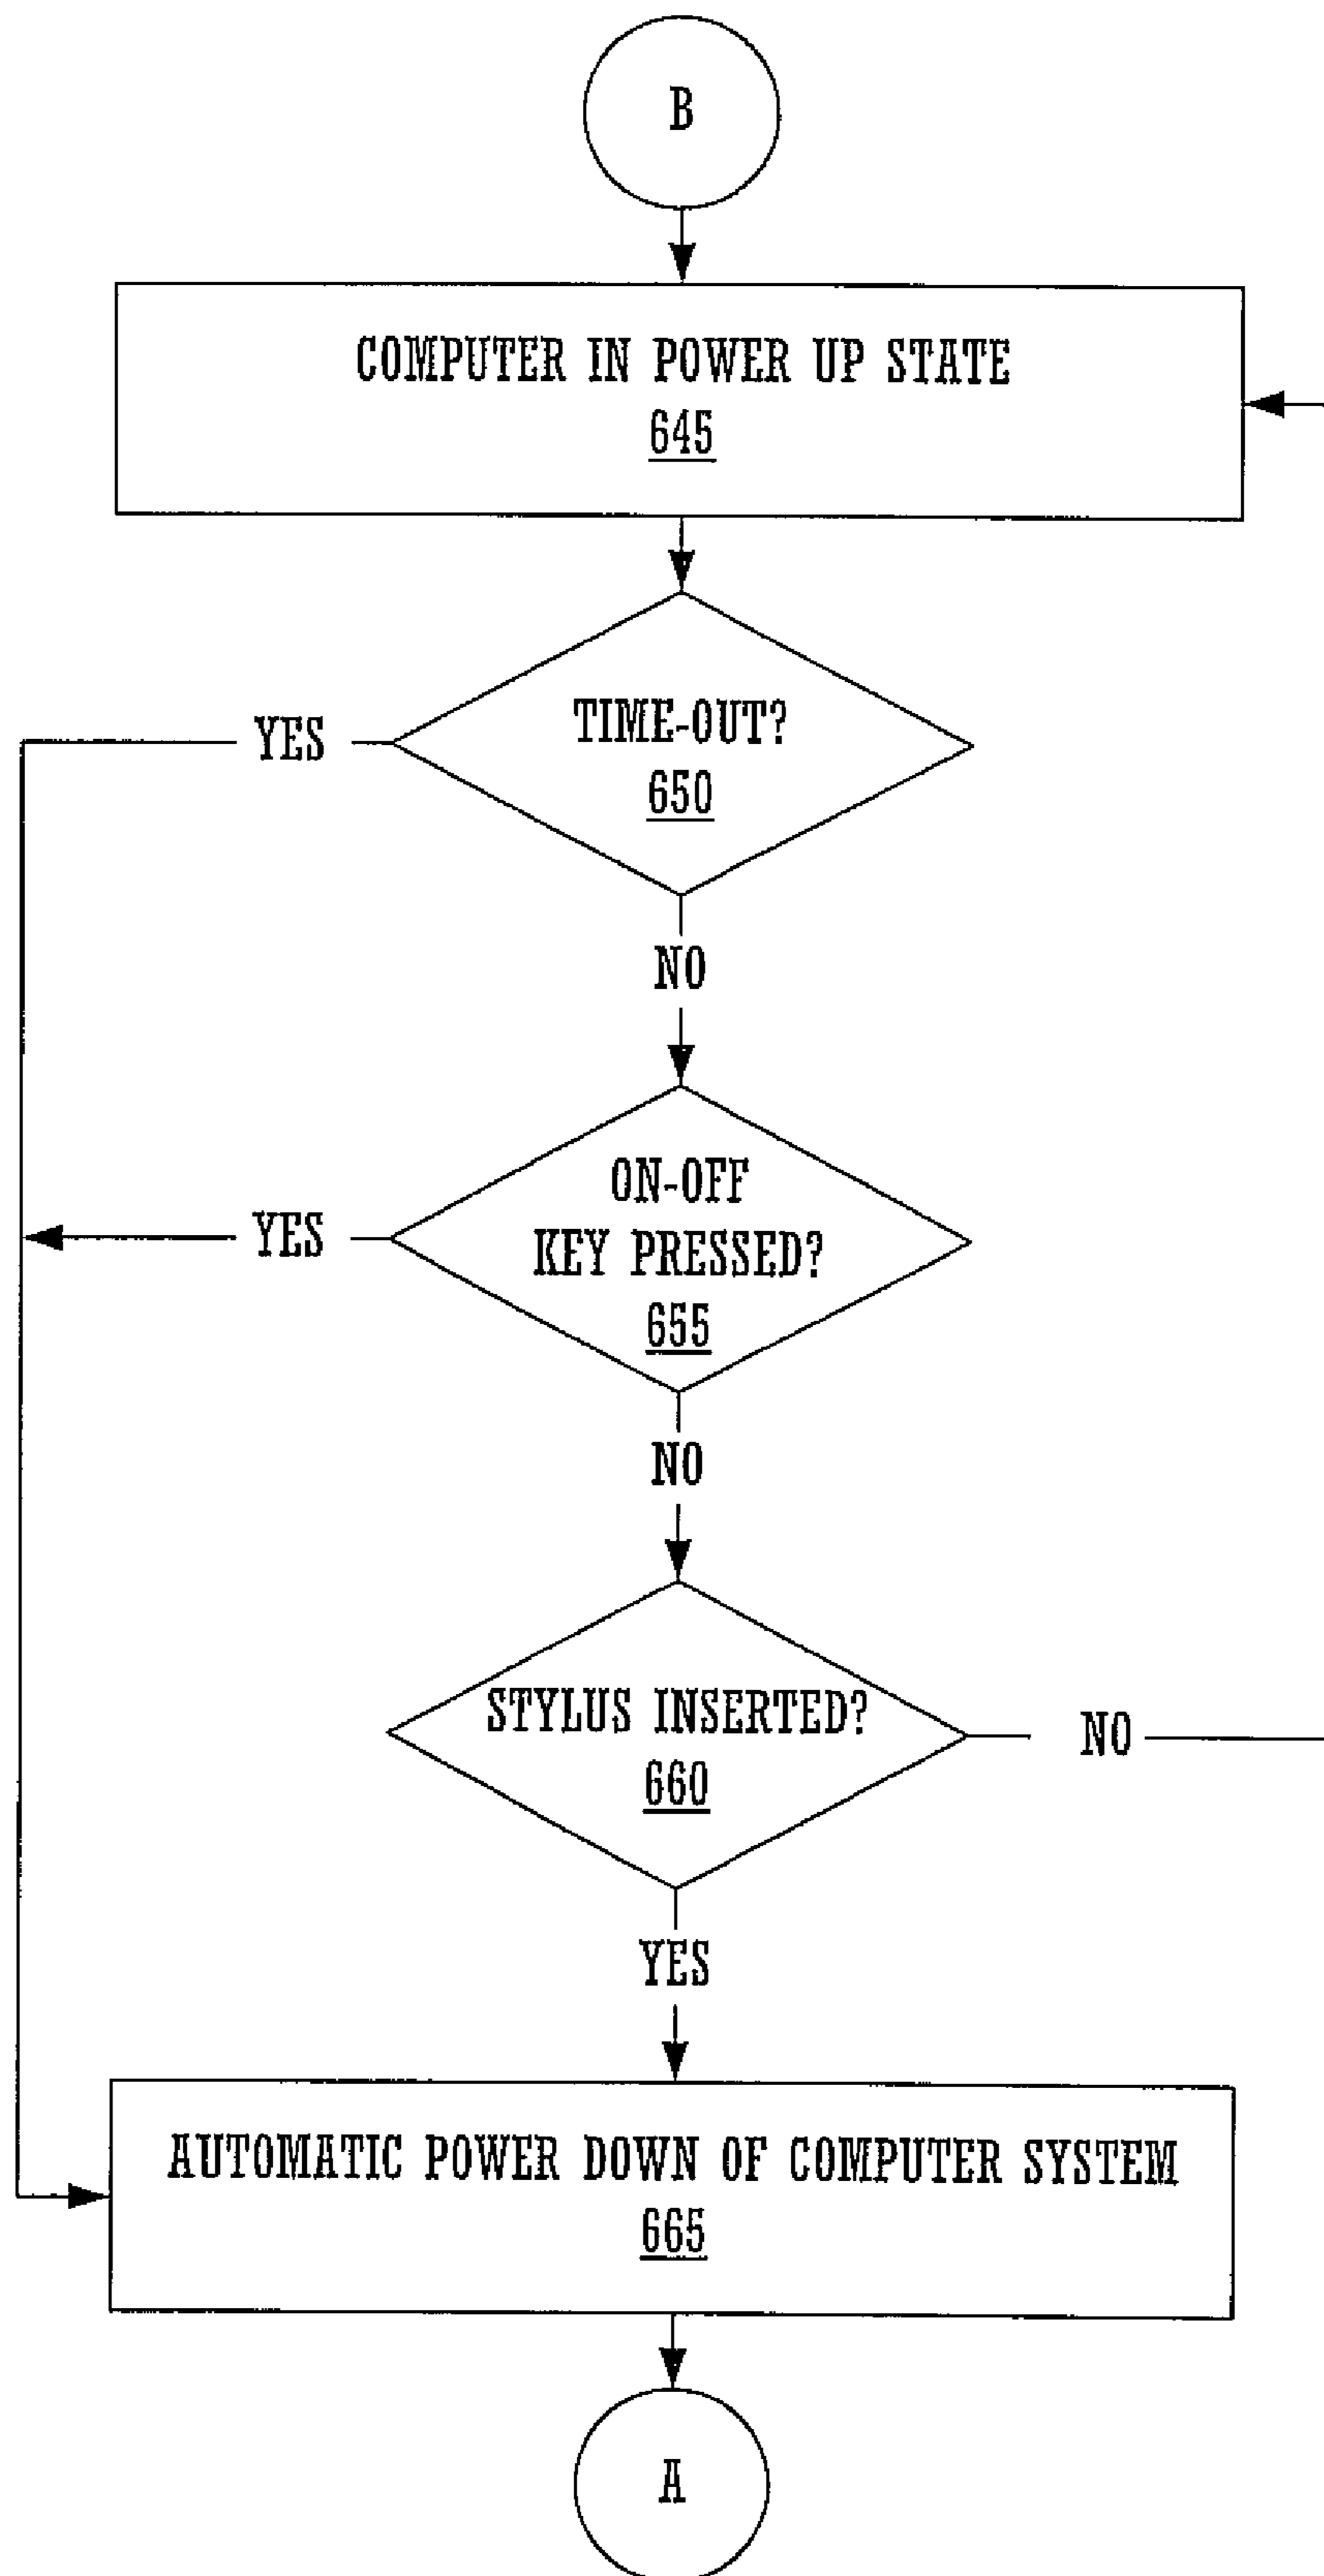 B
COMPUTER IN POWER UP STATE
645
TIME-OUT?
650
YES
NO
ON-OFF
KEY PRESSED?
655
YES
NO
STYLUS INSERTED?
660
NO
YES
AUTOMATIC POWER DOWN OF COMPUTER SYSTEM
665
A